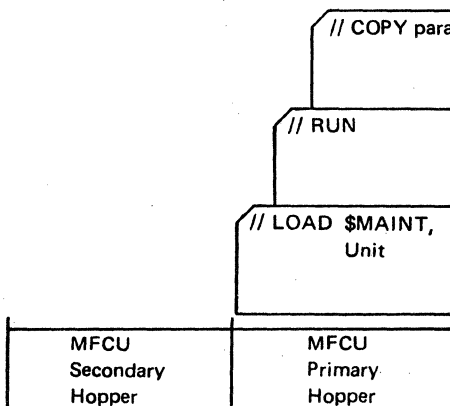 // COPY para
// RUN
// LOAD $MAINT,
Unit
MFCU
Secondary
Hopper
MFCU
Primary
Hopper